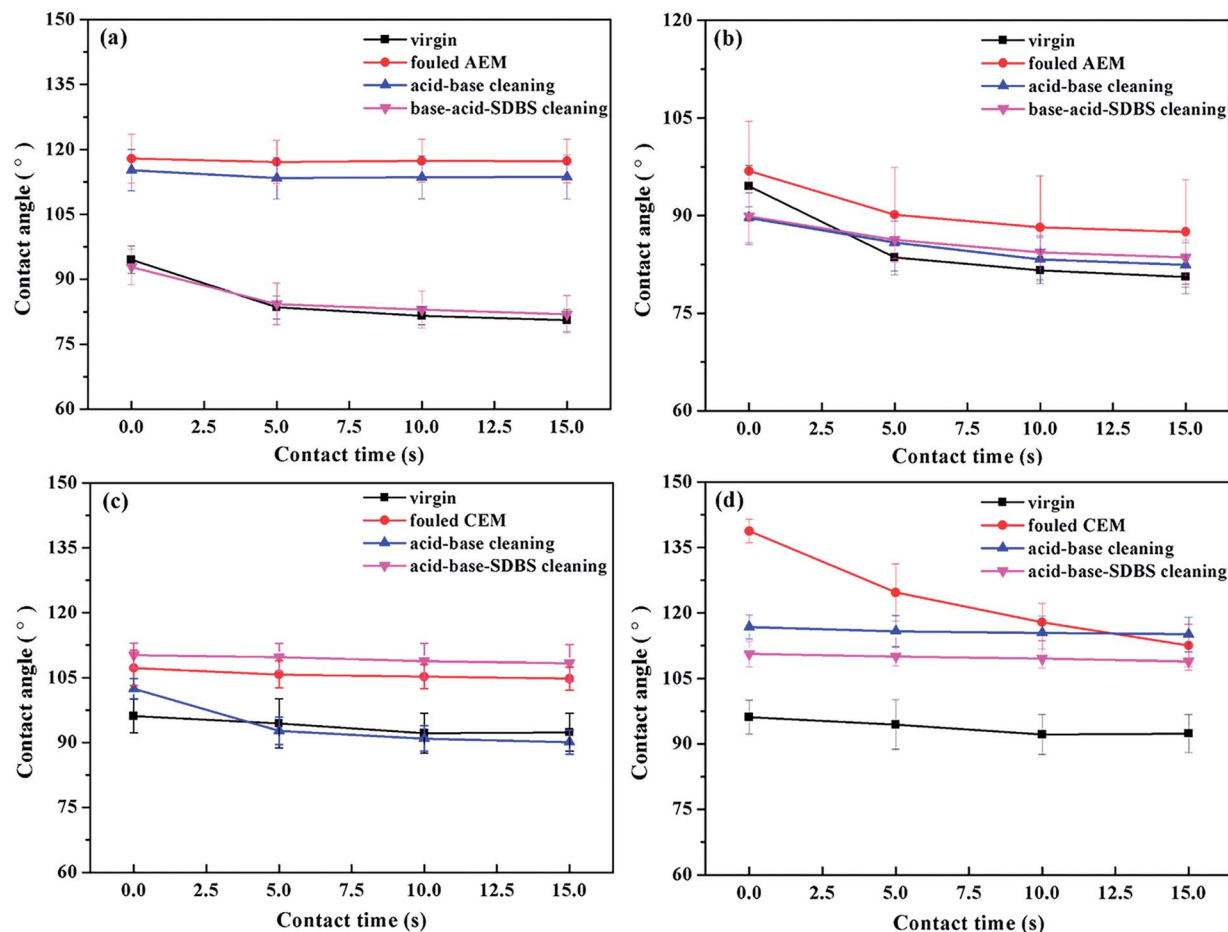 (a)
virgin
fouled AEM
acid-base cleaning
base-acid-SDBS cleaning
Contact angle ( ° )
150
135
120
105
90
75
60
0.0 2.5 5.0 7.5 10.0 12.5 15.0
Contact time (s)
(b)
virgin
fouled AEM
acid-base cleaning
base-acid-SDBS cleaning
Contact angle ( ° )
120
105
90
75
60
0.0 2.5 5.0 7.5 10.0 12.5 15.0
Contact time (s)
(c)
virgin
fouled CEM
acid-base cleaning
acid-base-SDBS cleaning
Contact angle ( ° )
150
135
120
105
90
75
60
0.0 2.5 5.0 7.5 10.0 12.5 15.0
Contact time (s)
(d)
virgin
fouled CEM
acid-base cleaning
acid-base-SDBS cleaning
Contact angle ( ° )
150
135
120
105
90
75
60
0.0 2.5 5.0 7.5 10.0 12.5 15.0
Contact time (s)